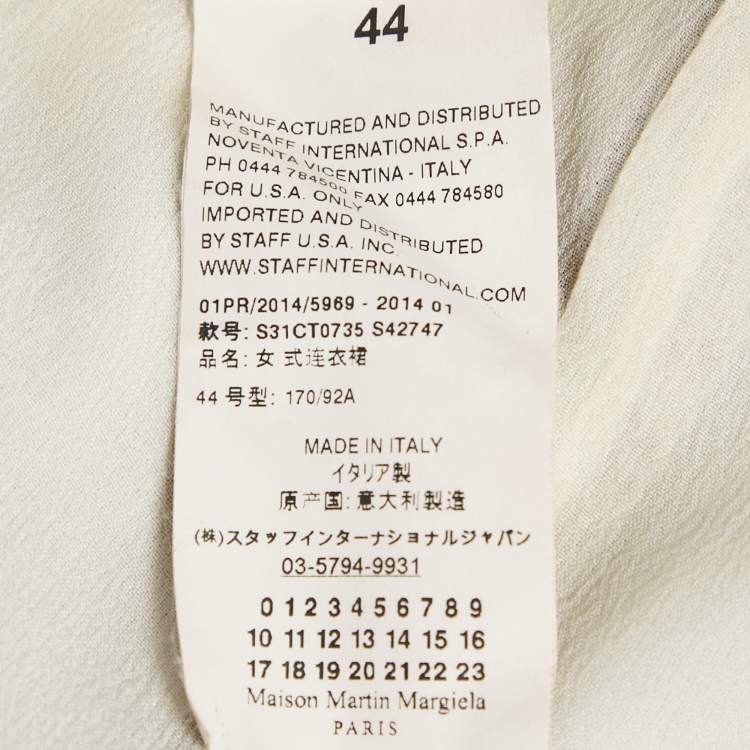 44
MANUFACTURED AND DISTRIBUTED
BY STAFF INTERNATIONAL S.P.A.
NOVENTA VICENTINA - ITALY
PH 0444 784500 FAX 0444 784580
FOR U.S.A. ONLY
IMPORTED AND DISTRIBUTED
BY STAFF U.S.A. INC.
WWW.STAFFINTERNATIONAL.COM
01PR/2014/5969 - 2014 01
款号: S31CT0735 S42747
品名: 女 式连衣裙
44 号型: 170/92A
MADE IN ITALY
イタリア製
原产国: 意大利製造
(株)スタッフインターナショナルジャパン
03-5794-9931
0 1 2 3 4 5 6 7 8 9
10 11 12 13 14 15 16
17 18 19 20 21 22 23
Maison Martin Margiela
PARIS